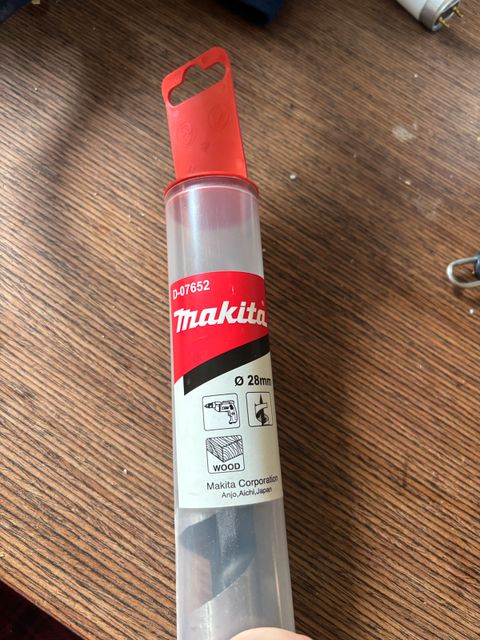 D-07652
makita
Ø 28mm
WOOD
Makita Corporation
Anjo,Aichi,Japan